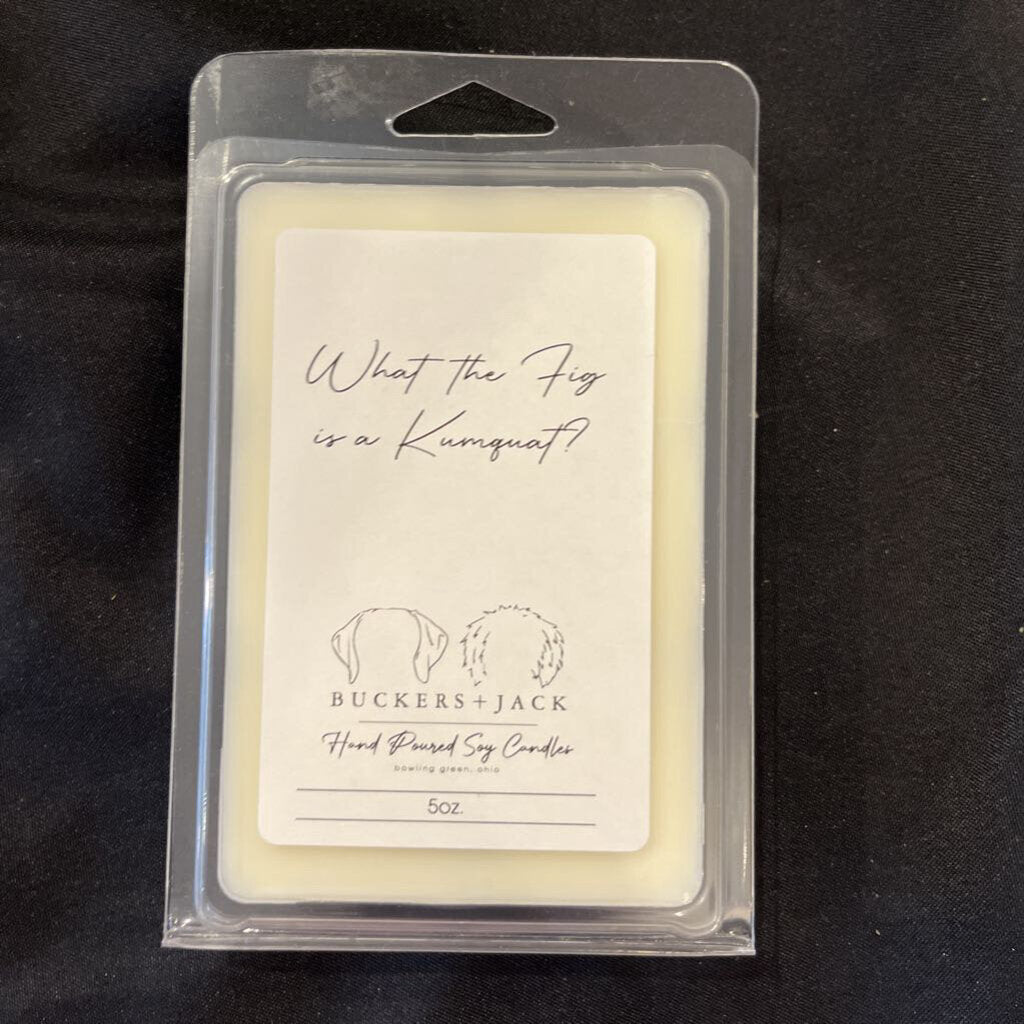 What the Fig
is a Kumquat?
BUCKERS + JACK
Hand Poured Soy Candles
bowling green, ohio
5oz.